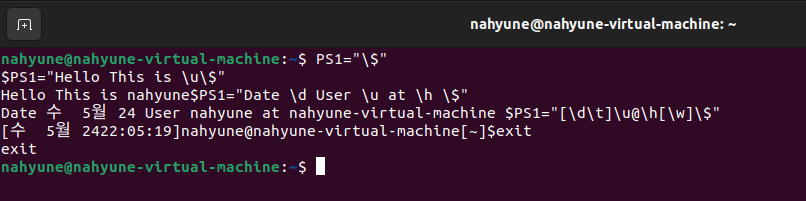 nahyune@nahyune-virtual-machine: ~
nahyune@nahyune-virtual-machine:~$ PS1="\$"
$PS1="Hello This is \u\$"
Hello This is nahyune$PS1="Date \d User \u at \h \$"
Date 수  5월 24 User nahyune at nahyune-virtual-machine $PS1="[\d\t]\u@\h[\w]\$"
[수  5월 2422:05:19]nahyune@nahyune-virtual-machine[~]$exit
exit
nahyune@nahyune-virtual-machine:~$